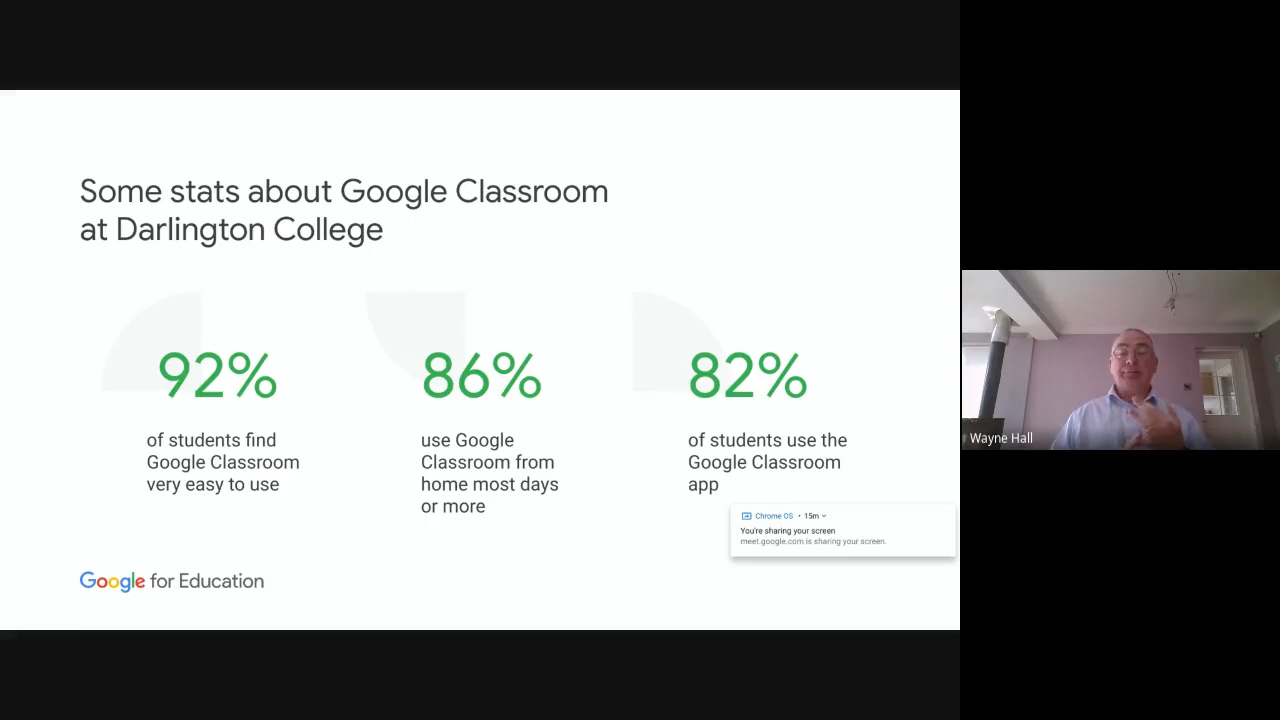 Some stats about Google Classroom
at Darlington College
92%
of students find
Google Classroom
very easy to use
86%
use Google
Classroom from
home most days
or more
82%
of students use the
Google Classroom
app
Chrome OS • 15m
You're sharing your screen
meet.google.com is sharing your screen.
Google for Education
Wayne Hall